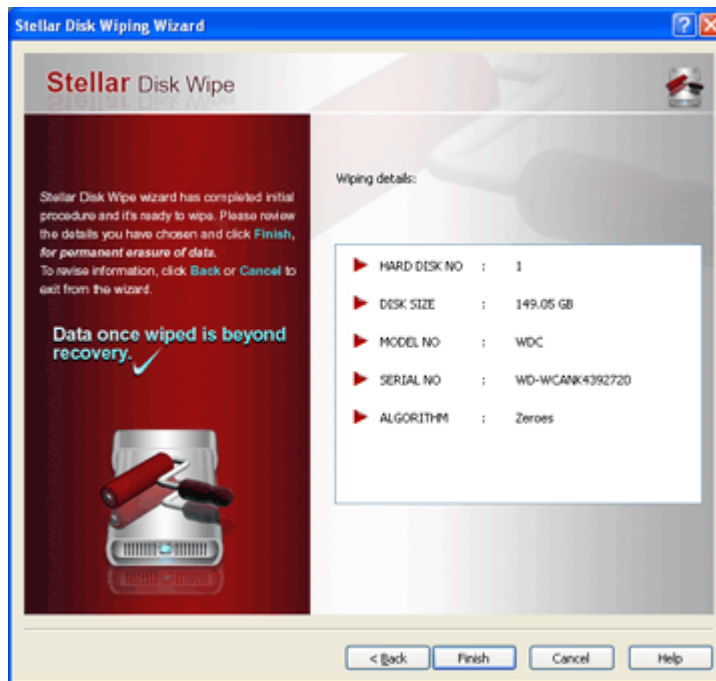 Stellar Disk Wiping Wizard
Stellar Disk Wipe
Stellar Disk Wipe wizard has completed initial
procedure and it's ready to wipe. Please review
the details you have chosen and click Finish,
for permanent erasure of data.
To revise information, click Back or Cancel to
exit from the wizard.
Data once wiped is beyond
recovery.
Wiping details:
HARD DISK NO : 1
DISK SIZE : 149.05 GB
MODEL NO : WDC
SERIAL NO : WD-WCANK4392720
ALGORITHM : Zeroes
< Back Finish Cancel Help